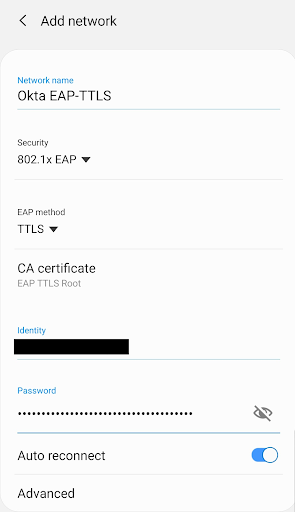 Add network
Network name
Okta EAP-TTLS
Security
802.1x EAP
EAP method
TTLS
CA certificate
EAP TTLS Root
Identity
Password
••••••••••••••••••••••••••••••••••••
Auto reconnect
Advanced